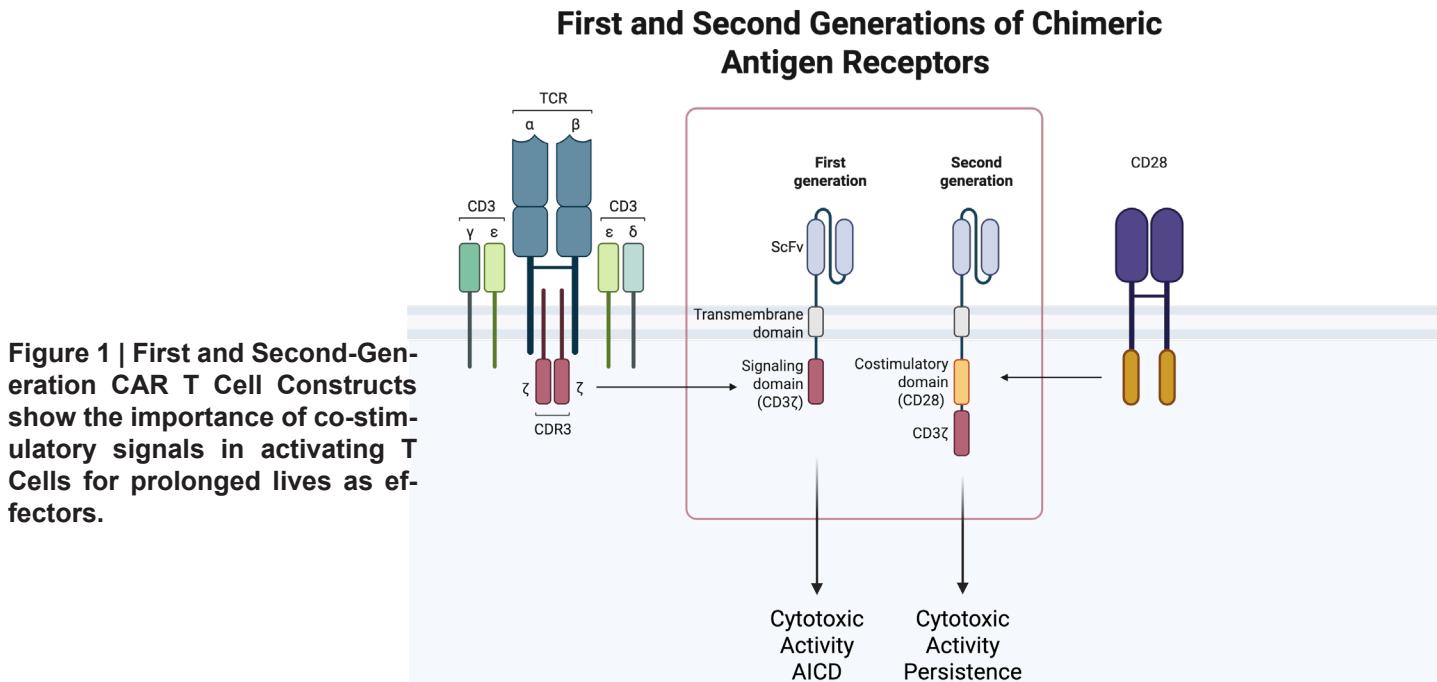 First and Second Generations of Chimeric
Antigen Receptors
TCR
α β
CD3
γ ε
CD3
ε δ
ζ ζ
CDR3
First
generation
Second
generation
CD28
ScFv
Transmembrane
domain
Signaling
domain
(CD3ζ)
Costimulatory
domain
(CD28)
CD3ζ
Cytotoxic
Activity
AICD
Cytotoxic
Activity
Persistence
Figure 1 | First and Second-Gen-
eration CAR T Cell Constructs
show the importance of co-stim-
ulatory signals in activating T
Cells for prolonged lives as ef-
fectors.